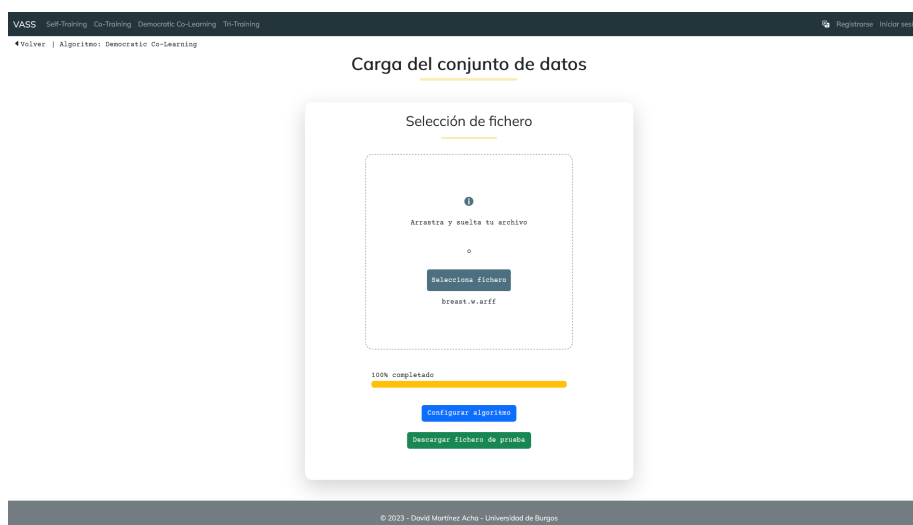 VASS Self-Training Co-Training Democratic Co-Learning Tri-Training Registrarse Iniciar
Volver | Algoritmo: Democratic Co-Learning
Carga del conjunto de datos
Selección de fichero
Arrastra y suelta tu archivo
o
Selecciona fichero
breast.w.arff
100% completado
Configurar algoritmo
Descargar fichero de prueba
© 2023 - David Martínez Acha - Universidad de Burgos